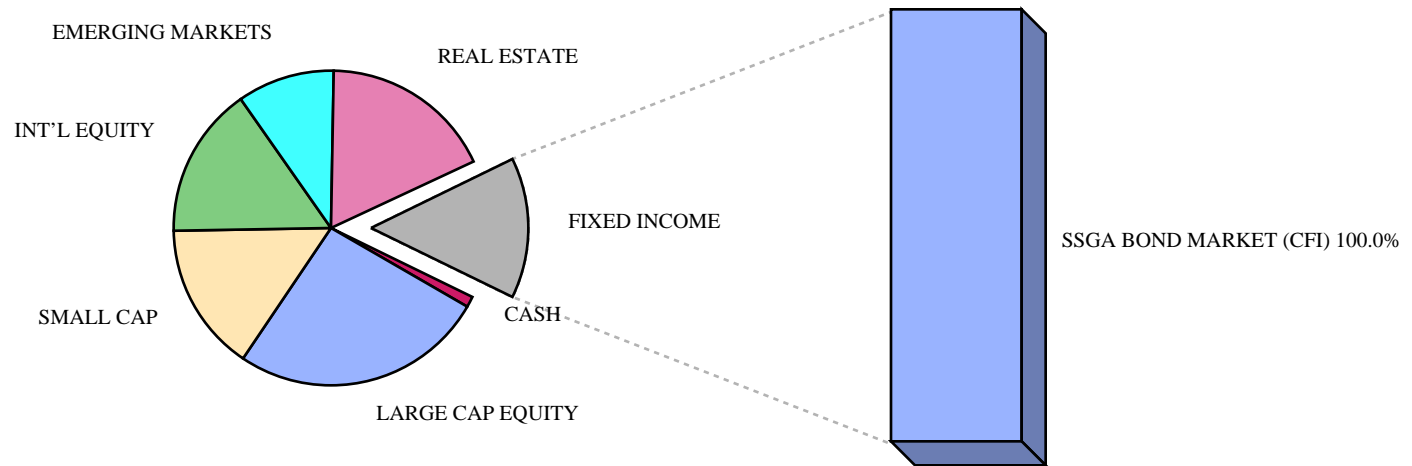 EMERGING MARKETS
REAL ESTATE
INT'L EQUITY
FIXED INCOME
SSGA BOND MARKET (CFI) 100.0%
SMALL CAP
CASH
LARGE CAP EQUITY